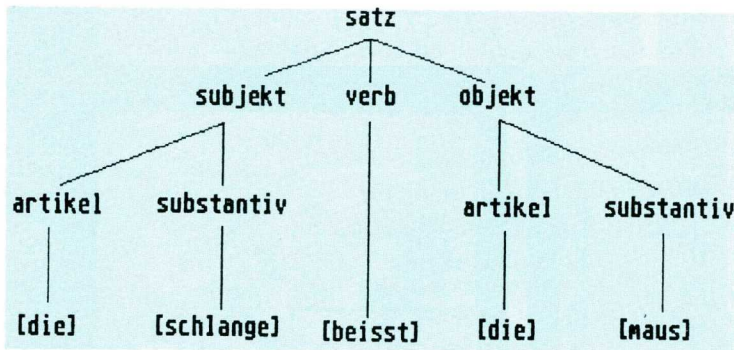 satz
subjekt verb objekt
artikel substantiv artikel substantiv
[die] [schlange] [beisst] [die] [maus]